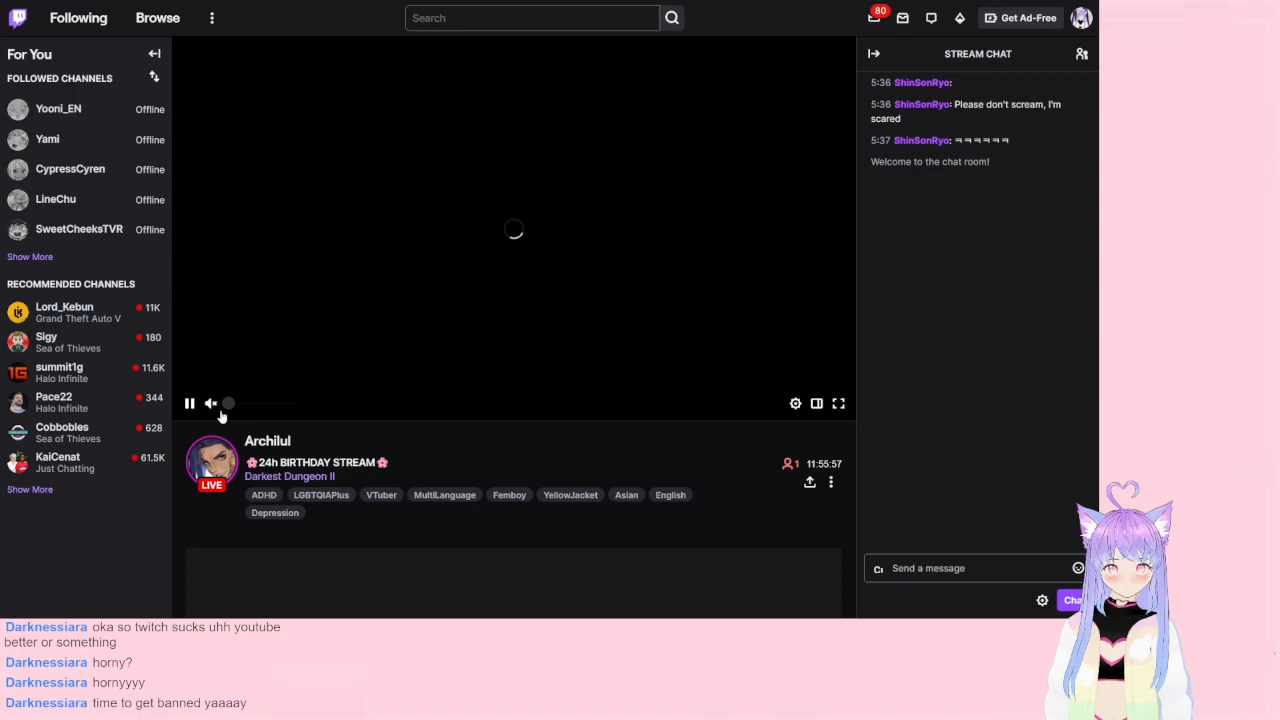 Following
Browse
Search
80
Get Ad-Free
For You
FOLLOWED CHANNELS
Yooni_EN Offline
Yami Offline
CypressCyren Offline
LineChu Offline
SweetCheeksTVR Offline
Show More
RECOMMENDED CHANNELS
Lord_Kebun 11K
Grand Theft Auto V
Sigy 180
Sea of Thieves
summit1g 11.6K
Halo Infinite
Pace22 344
Halo Infinite
Cobbobles 628
Sea of Thieves
KaiCenat 61.5K
Just Chatting
Show More
Archilul
🌸24h BIRTHDAY STREAM🌸
Darkest Dungeon II
LIVE
1 11:55:57
ADHD LGBTQIAPlus VTuber MultiLanguage Femboy YellowJacket Asian English
Depression
STREAM CHAT
5:36 ShinSonRyo:
5:36 ShinSonRyo: Please don't scream, I'm
scared
5:37 ShinSonRyo: ㅋㅋㅋㅋㅋㅋ
Welcome to the chat room!
Send a message
Darknessiara oka so twitch sucks uhh youtube
better or something
Darknessiara horny?
Darknessiara hornyyyy
Darknessiara time to get banned yaaaay